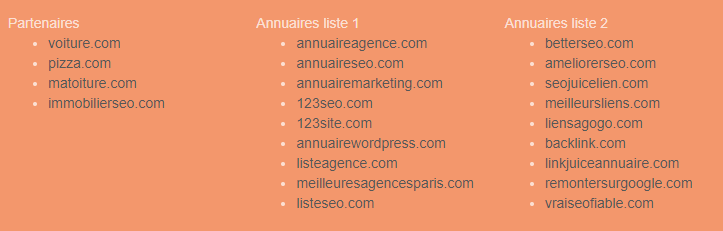 Partenaires
voiture.com
pizza.com
matoiture.com
immobilierseo.com
Annuaires liste 1
annuaireagence.com
annuaireseo.com
annuairemarketing.com
123seo.com
123site.com
annuairewordpress.com
listeagence.com
meilleuresagencesparis.com
listeseo.com
Annuaires liste 2
betterseo.com
ameliorerseo.com
seojuicelien.com
meilleursliens.com
liensagogo.com
backlink.com
linkjuiceannuaire.com
remontersurgoogle.com
vraiseofiable.com